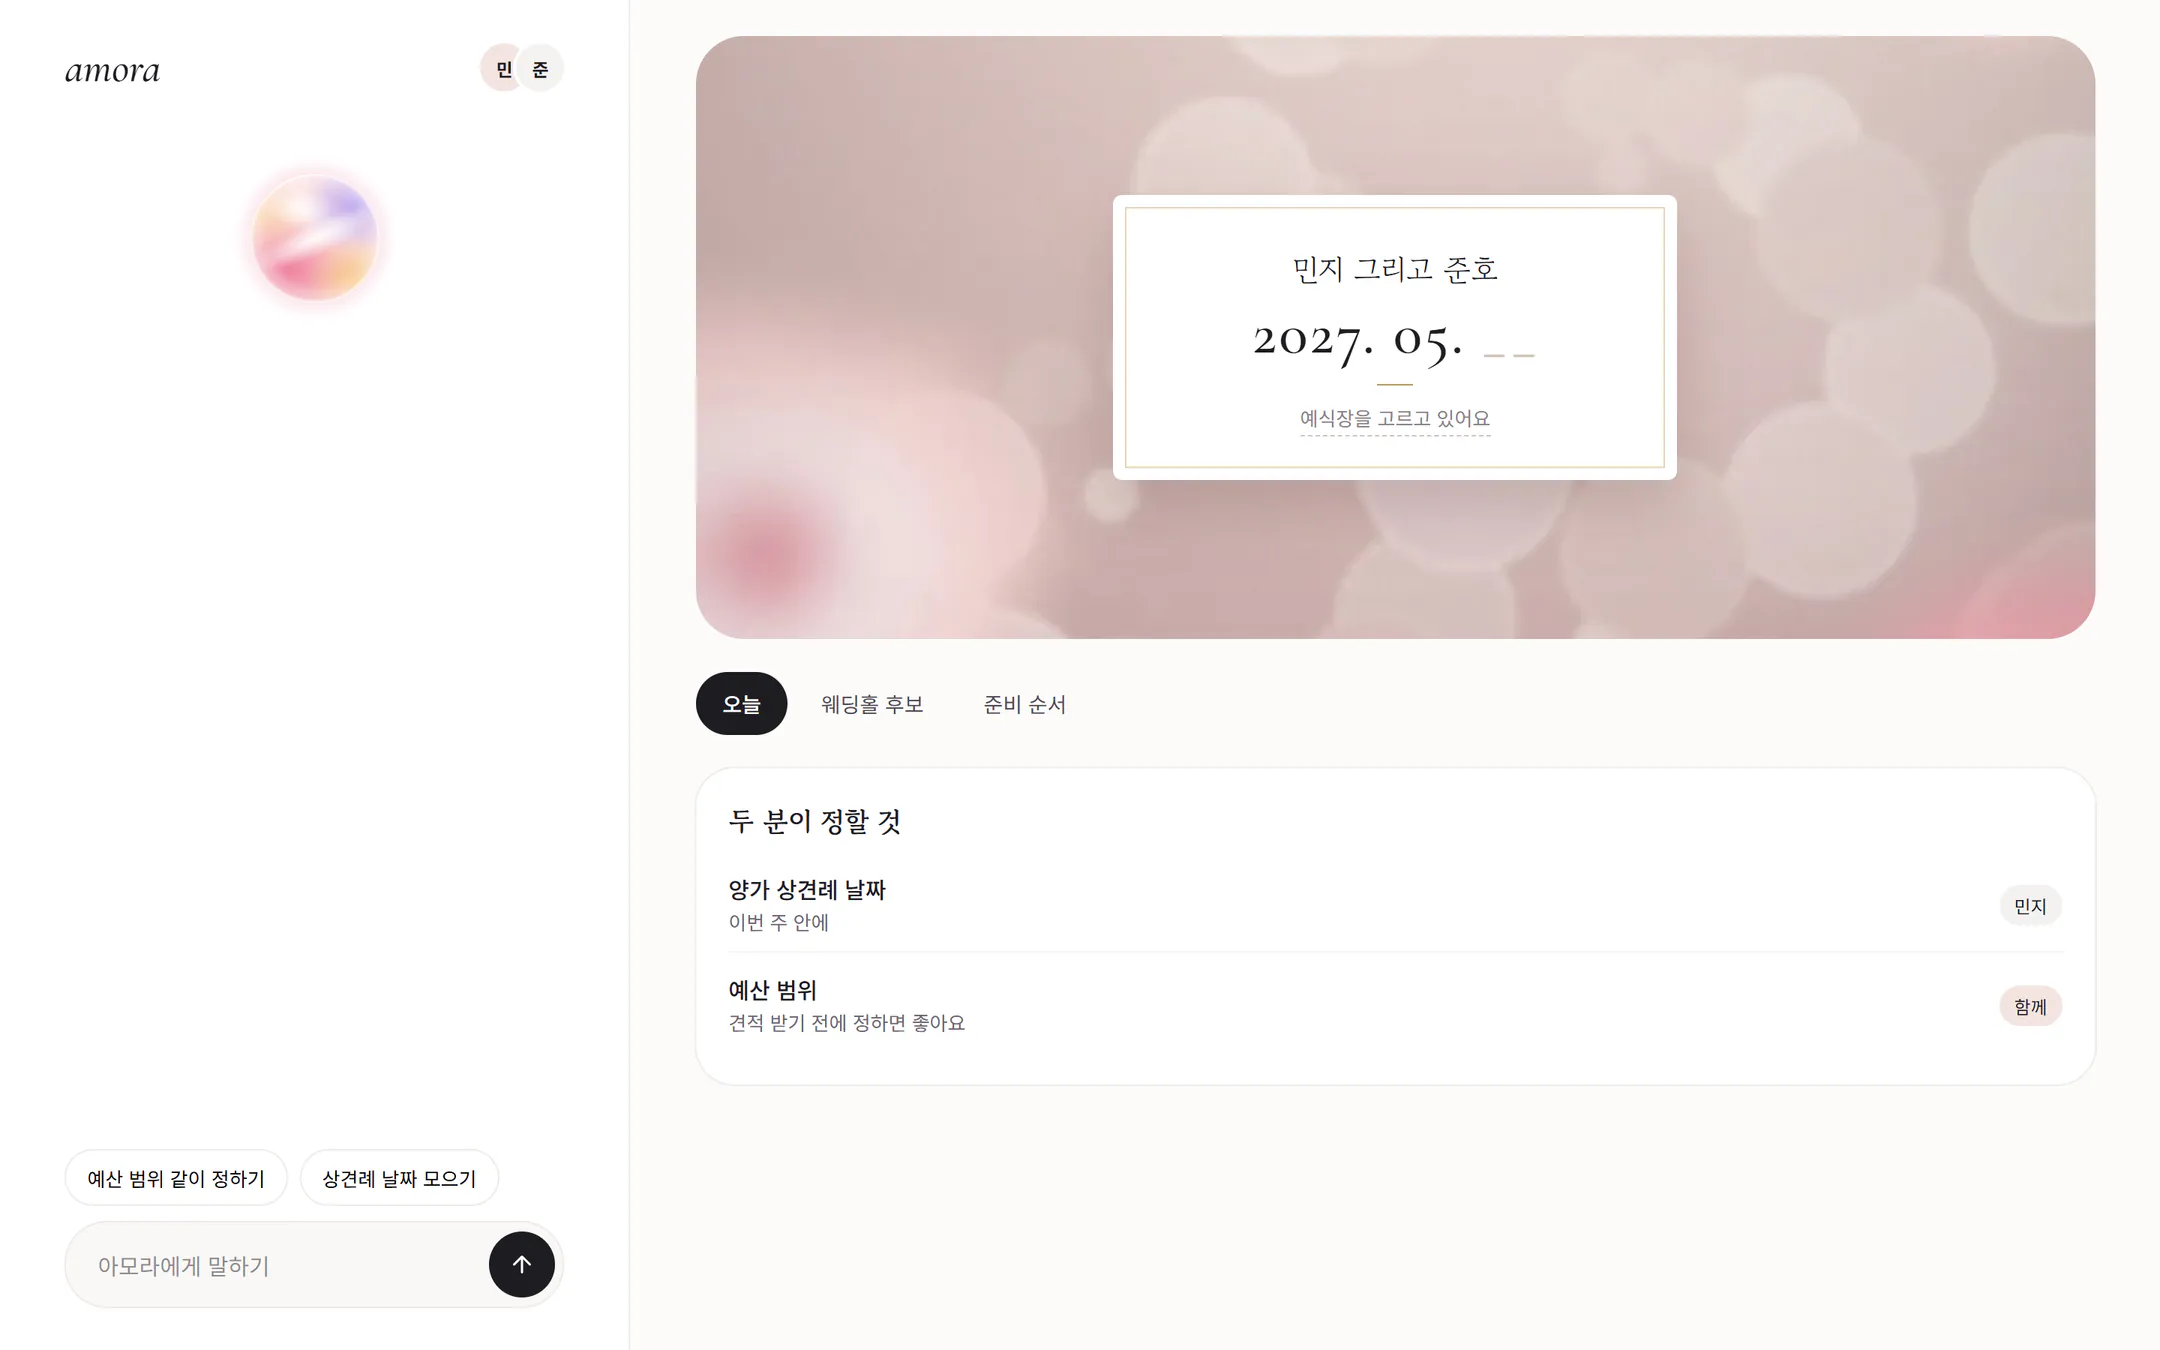 amora
민 준
예산 범위 같이 정하기
상견례 날짜 모으기
아모라에게 말하기
민지 그리고 준호
2027. 05. _ _
예식장을 고르고 있어요
오늘
웨딩홀 후보
준비 순서
두 분이 정할 것
양가 상견례 날짜
이번 주 안에
민지
예산 범위
견적 받기 전에 정하면 좋아요
함께